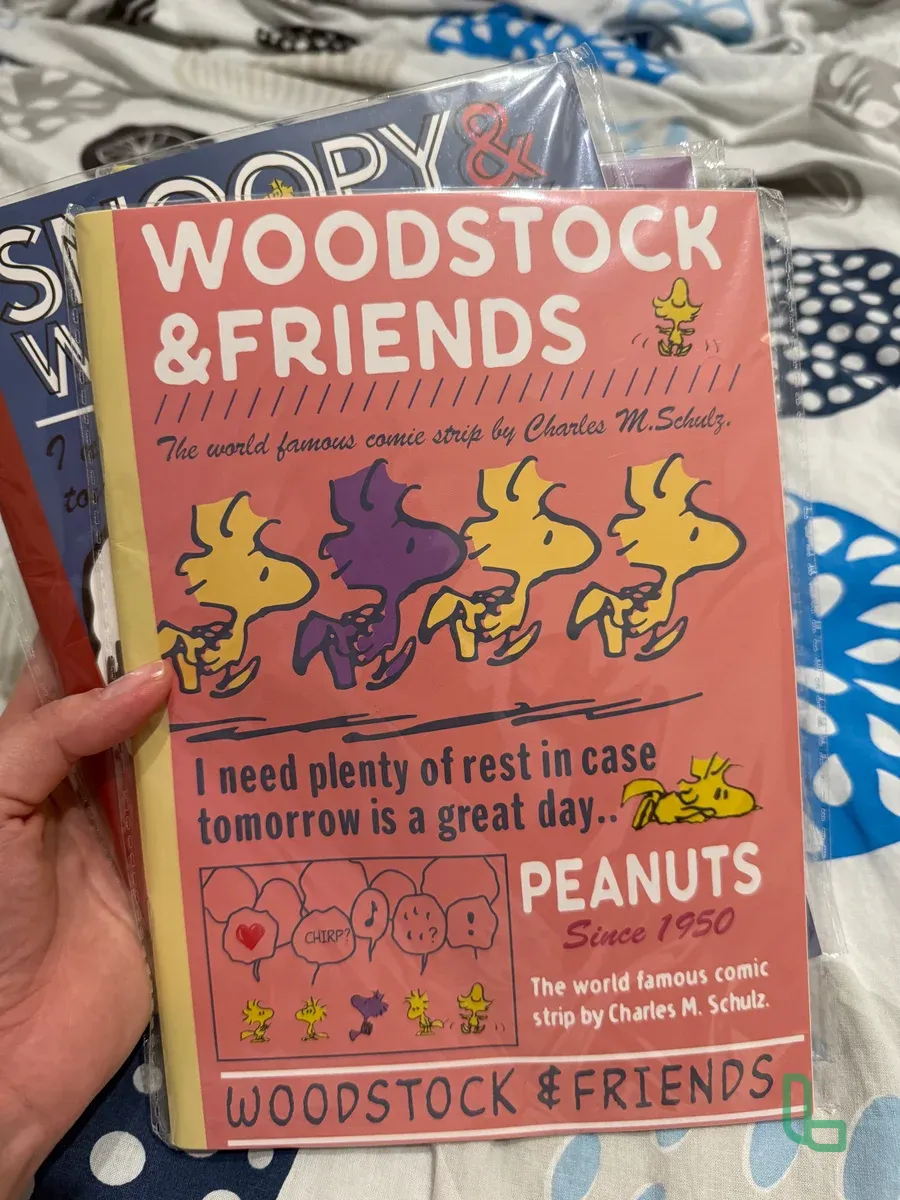 SNOOPY &
WOODSTOCK
&FRIENDS
The world famous comic strip by Charles M.Schulz.
I need plenty of rest in case
tomorrow is a great day..
CHIRP?
?
!
PEANUTS
Since 1950
The world famous comic
strip by Charles M. Schulz.
WOODSTOCK & FRIENDS